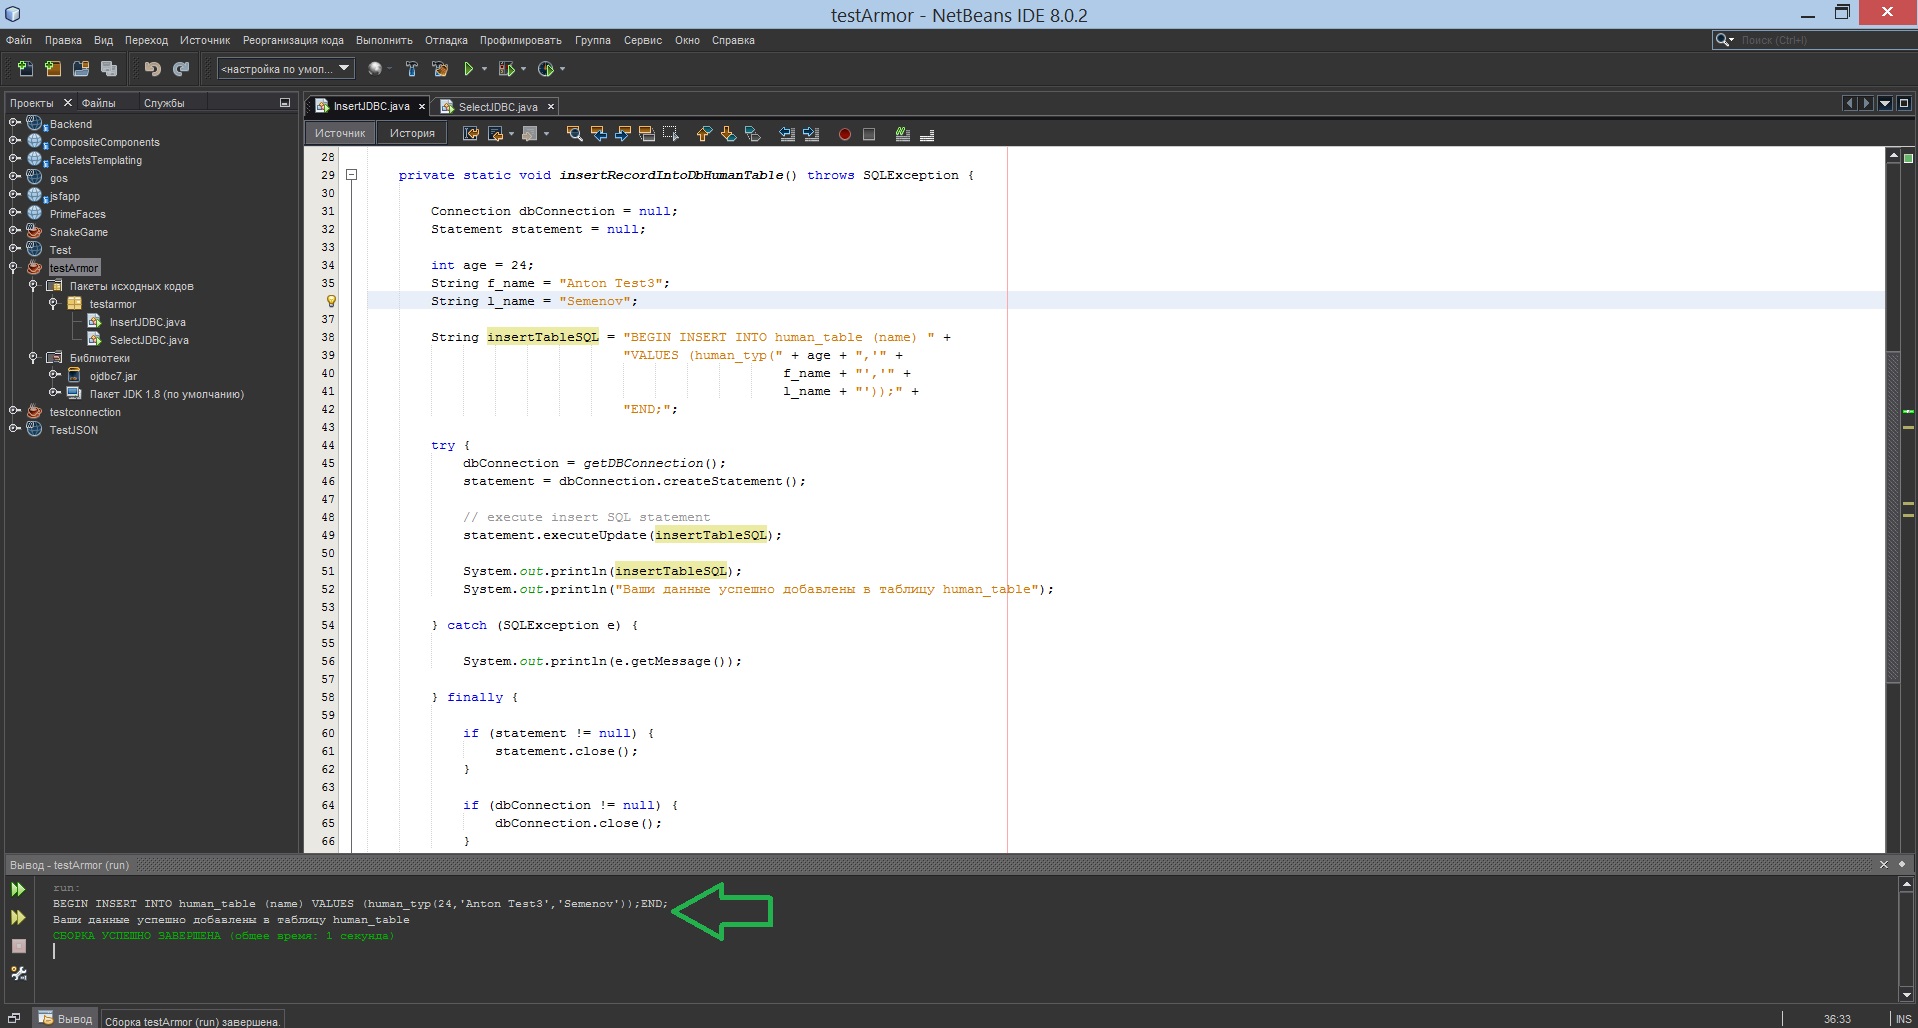 testArmor - NetBeans IDE 8.0.2
Файл Правка Вид Переход Источник Реорганизация кода Выполнить Отладка Профилировать Группа Сервис Окно Справка
Поиск (Ctrl+I)
<настройка по умол...
Проекты Файлы Службы
Backend
CompositeComponents
FaceletsTemplating
gos
jsfapp
PrimeFaces
SnakeGame
Test
testArmor
Пакеты исходных кодов
testarmor
InsertJDBC.java
SelectJDBC.java
Библиотеки
ojdbc7.jar
Пакет JDK 1.8 (по умолчанию)
testconnection
TestJSON
InsertJDBC.java SelectJDBC.java
Источник История
28
29 private static void insertRecordIntoDbHumanTable() throws SQLException {
30
31 Connection dbConnection = null;
32 Statement statement = null;
33
34 int age = 24;
35 String f_name = "Anton Test3";
String l_name = "Semenov";
37
38 String insertTableSQL = "BEGIN INSERT INTO human_table (name) " +
39 "VALUES (human_typ(" + age + ",'" +
40 f_name + "','" +
41 l_name + "'));" +
42 "END;";
43
44 try {
45 dbConnection = getDBConnection();
46 statement = dbConnection.createStatement();
47
48 // execute insert SQL statement
49 statement.executeUpdate(insertTableSQL);
50
51 System.out.println(insertTableSQL);
52 System.out.println("Ваши данные успешно добавлены в таблицу human_table");
53
54 } catch (SQLException e) {
55
56 System.out.println(e.getMessage());
57
58 } finally {
59
60 if (statement != null) {
61 statement.close();
62 }
63
64 if (dbConnection != null) {
65 dbConnection.close();
66 }
Вывод - testArmor (run)
run:
BEGIN INSERT INTO human_table (name) VALUES (human_typ(24,'Anton Test3','Semenov'));END;
Ваши данные успешно добавлены в таблицу human_table
СБОРКА УСПЕШНО ЗАВЕРШЕНА (общее время: 1 секунда)
Вывод Сборка testArmor (run) завершена. 36:33 INS